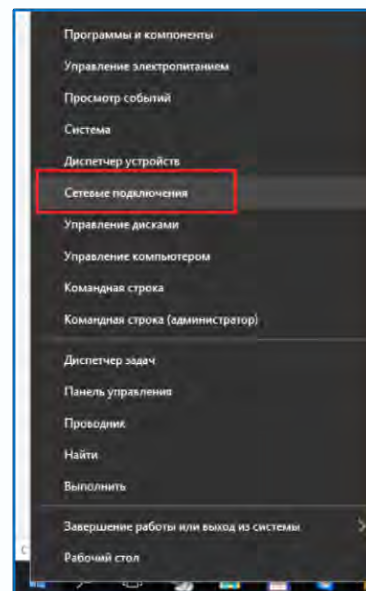 Программы и компоненты
Управление электропитанием
Просмотр событий
Система
Диспетчер устройств
Сетевые подключения
Управление дисками
Управление компьютером
Командная строка
Командная строка (администратор)
Диспетчер задач
Панель управления
Проводник
Найти
Выполнить
Завершение работы или выход из системы
Рабочий стол